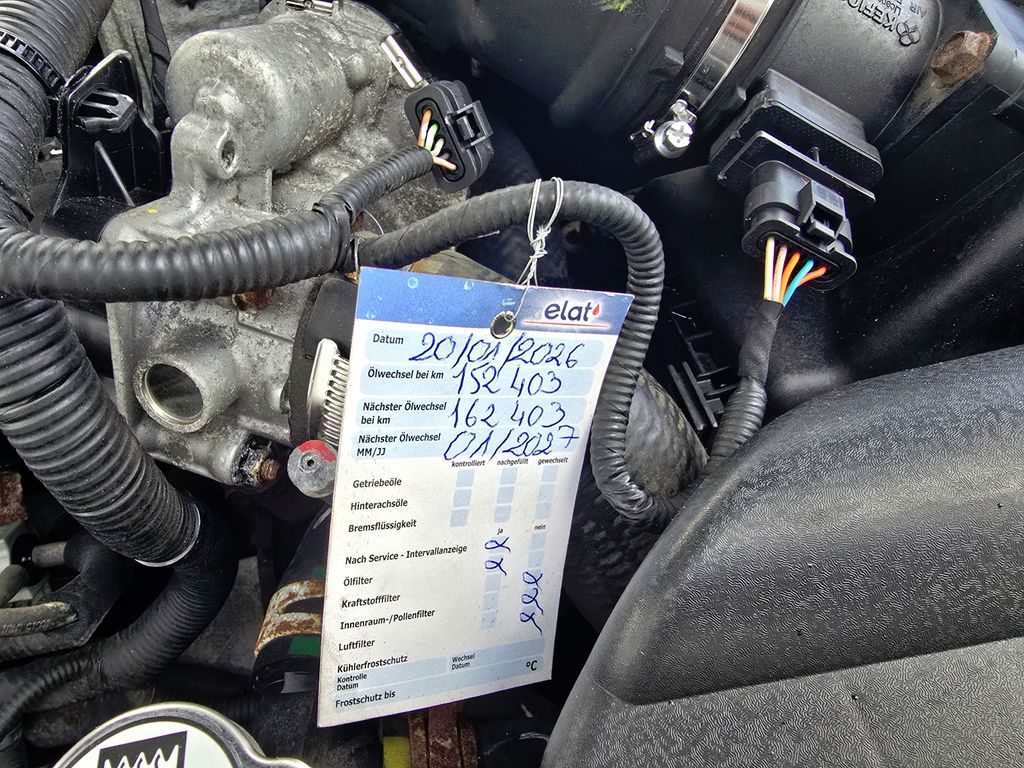 elat
Datum 20/01/2026
Ölwechsel bei km 152 403
Nächster Ölwechsel
bei km 162 403
Nächster Ölwechsel
MM/JJ 01/2027
kontrolliert nachgefüllt gewechselt
Getriebeöle
Hinterachsöle
Bremsflüssigkeit
ja nein
Nach Service - Intervallanzeige
Ölfilter
Kraftstofffilter
Innenraum-/Pollenfilter
Luftfilter
Kühlerfrostschutz
Kontrolle
Datum
Wechsel
Datum
Frostschutz bis °C